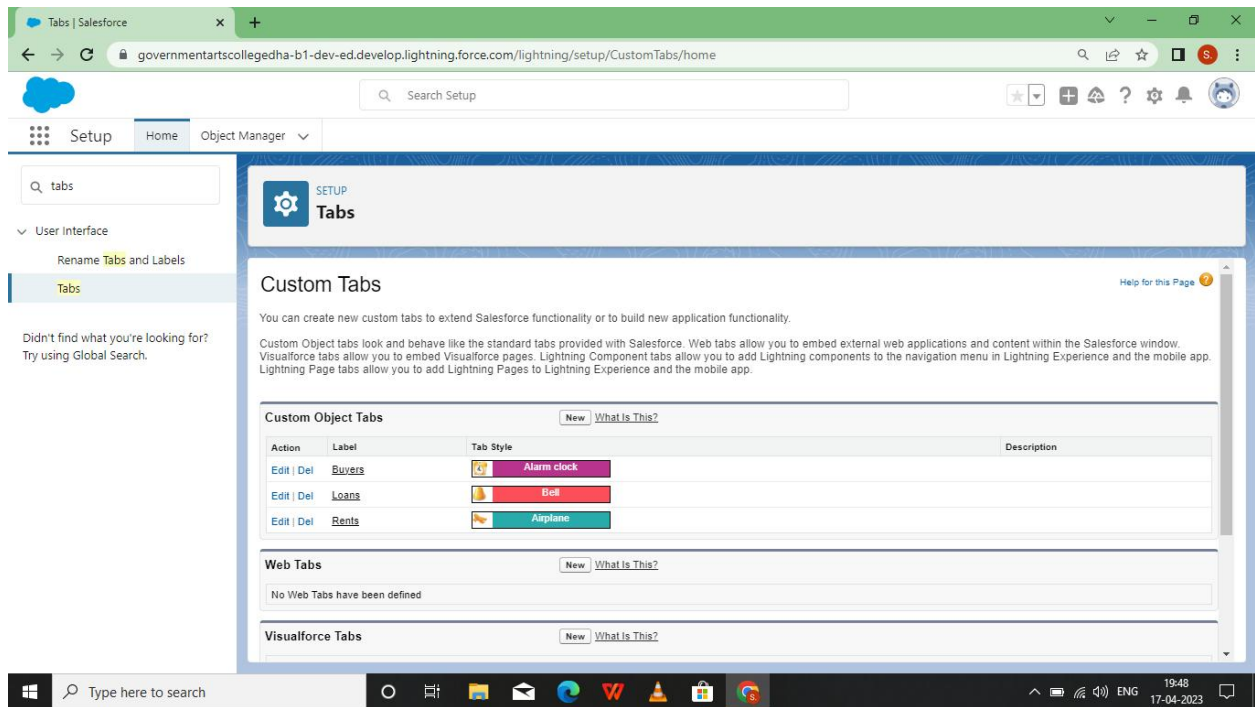 Tabs | Salesforce
governmentartscollegedha-b1-dev-ed.develop.lightning.force.com/lightning/setup/CustomTabs/home
S.
Search Setup
Setup
Home
Object Manager
tabs
User Interface
Rename Tabs and Labels
Tabs
Didn't find what you're looking for?
Try using Global Search.
SETUP
Tabs
Custom Tabs
Help for this Page
You can create new custom tabs to extend Salesforce functionality or to build new application functionality.
Custom Object tabs look and behave like the standard tabs provided with Salesforce. Web tabs allow you to embed external web applications and content within the Salesforce window.
Visualforce tabs allow you to embed Visualforce pages. Lightning Component tabs allow you to add Lightning components to the navigation menu in Lightning Experience and the mobile app.
Lightning Page tabs allow you to add Lightning Pages to Lightning Experience and the mobile app.
Custom Object Tabs New What Is This?
Action Label Tab Style Description
Edit | Del Buyers Alarm clock
Edit | Del Loans Bell
Edit | Del Rents Airplane
Web Tabs New What Is This?
No Web Tabs have been defined
Visualforce Tabs New What Is This?
Type here to search
ENG
19:48
17-04-2023